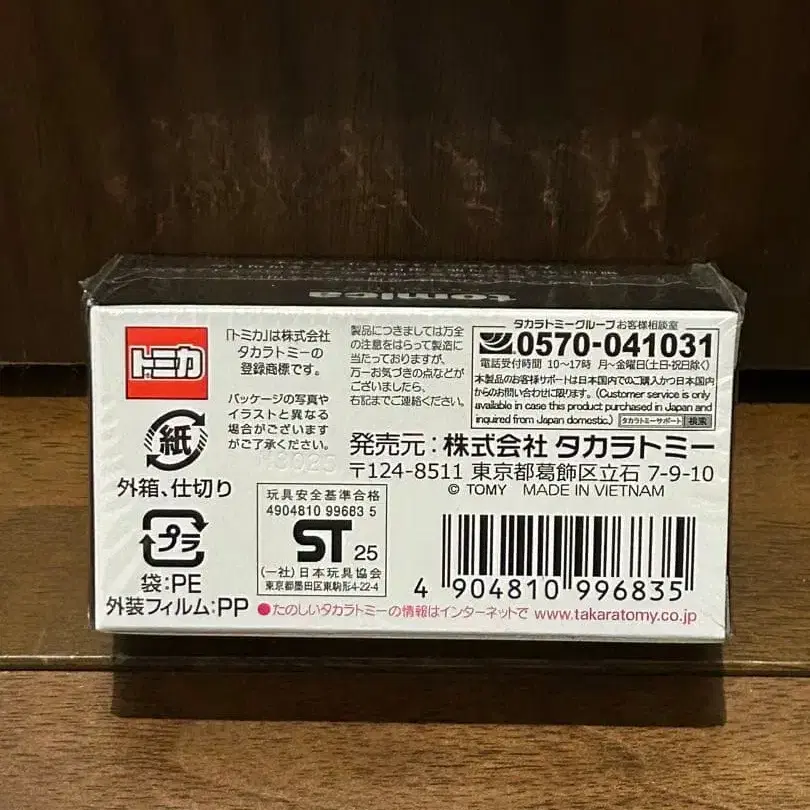 tomica
トミカ
「トミカ」は株式会社
タカラトミーの
登録商標です。
パッケージの写真や
イラストと異なる
場合がございます
がご了承ください。
製品につきましては万全
の注意をはらって製造に
当たっておりますが、
万一お気づきの点などが
ございましたら、
右記までご連絡ください。
タカラトミーグループお客様相談室
0570-041031
電話受付時間 10〜17時 月〜金曜日(土日・祝日除く)
本製品のお客様サポートは日本国内でのご購入かつ日本国内
からのお問い合わせに限ります。(Customer service is only
available in case this product purchased in Japan and
inquired from Japan domestic.) タカラトミーサポート 検索
紙
外箱、仕切り
発売元:株式会社 タカラトミー
〒124-8511 東京都葛飾区立石 7-9-10
© TOMY MADE IN VIETNAM
プラ
袋:PE
外装フィルム:PP
玩具安全基準合格
4904810 99683 5
ST 25
(一社)日本玩具協会
東京都墨田区東駒形4-22-4
4 904810 996835
●たのしいタカラトミーの情報はインターネットで www.takaratomy.co.jp